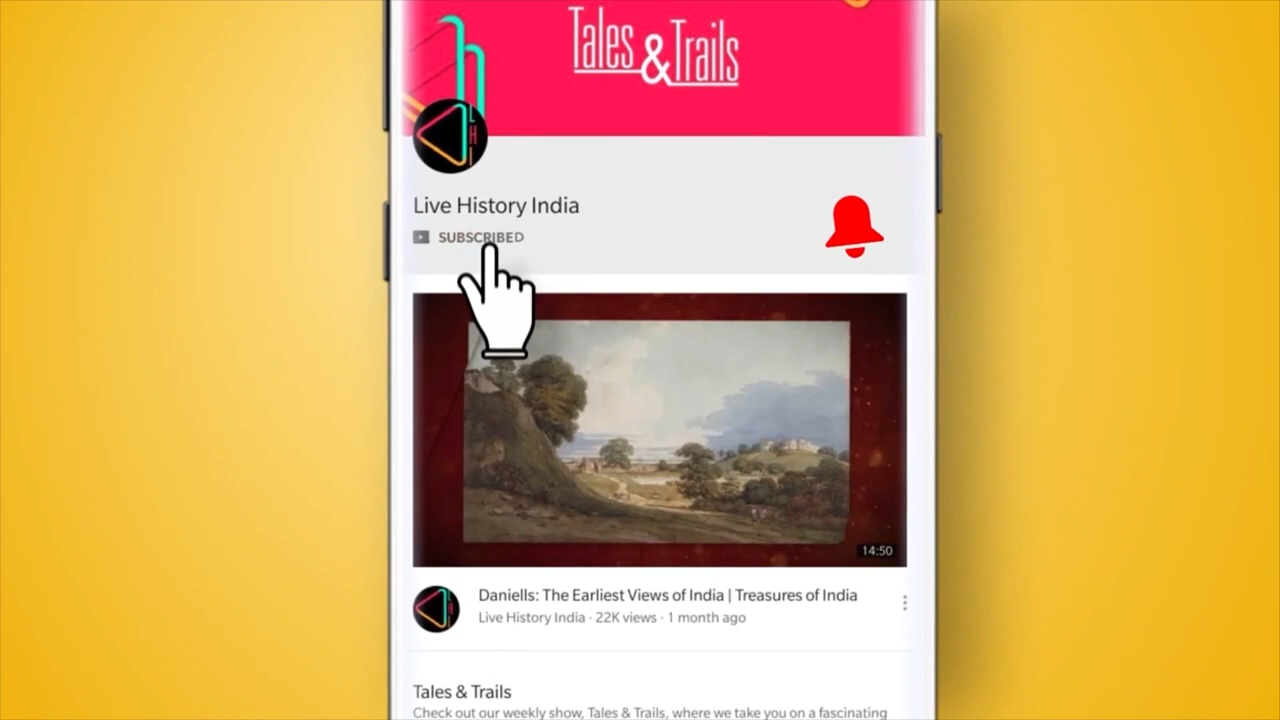 Tales & Trails
Live History India
SUBSCRIBED
14:50
Daniells: The Earliest Views of India | Treasures of India
Live History India · 22K views · 1 month ago
Tales & Trails
Check out our weekly show, Tales & Trails, where we take you on a fascinating